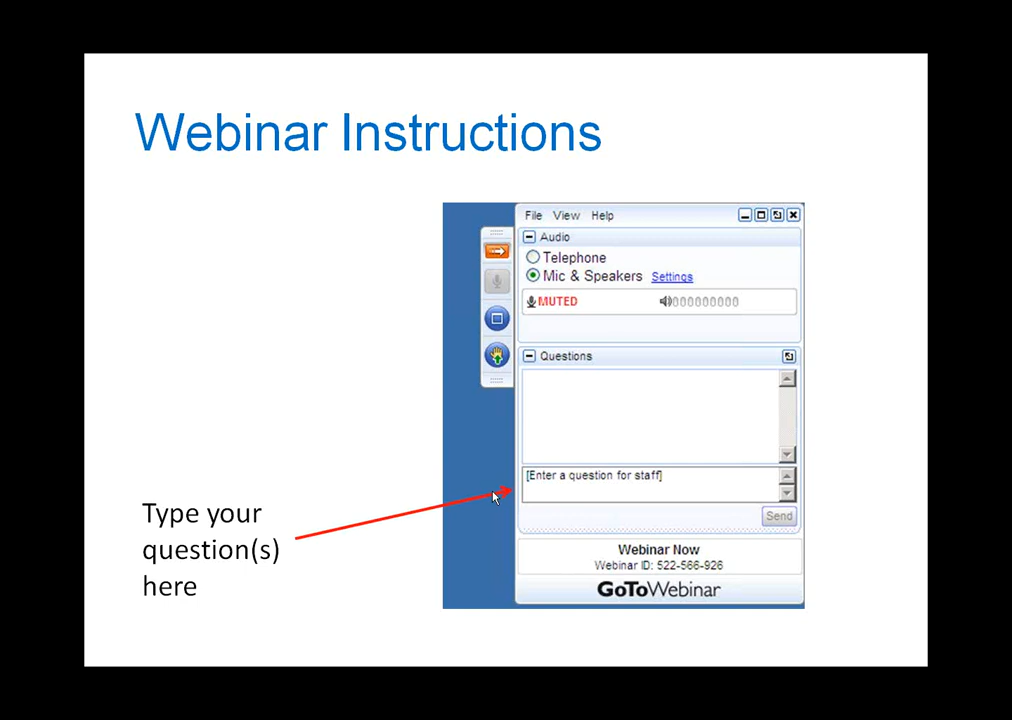 Webinar Instructions
File View Help
Audio
Telephone
Mic & Speakers Settings
MUTED 000000000
Questions
[Enter a question for staff]
Send
Type your
question(s)
here
Webinar Now
Webinar ID: 522-566-926
GoToWebinar